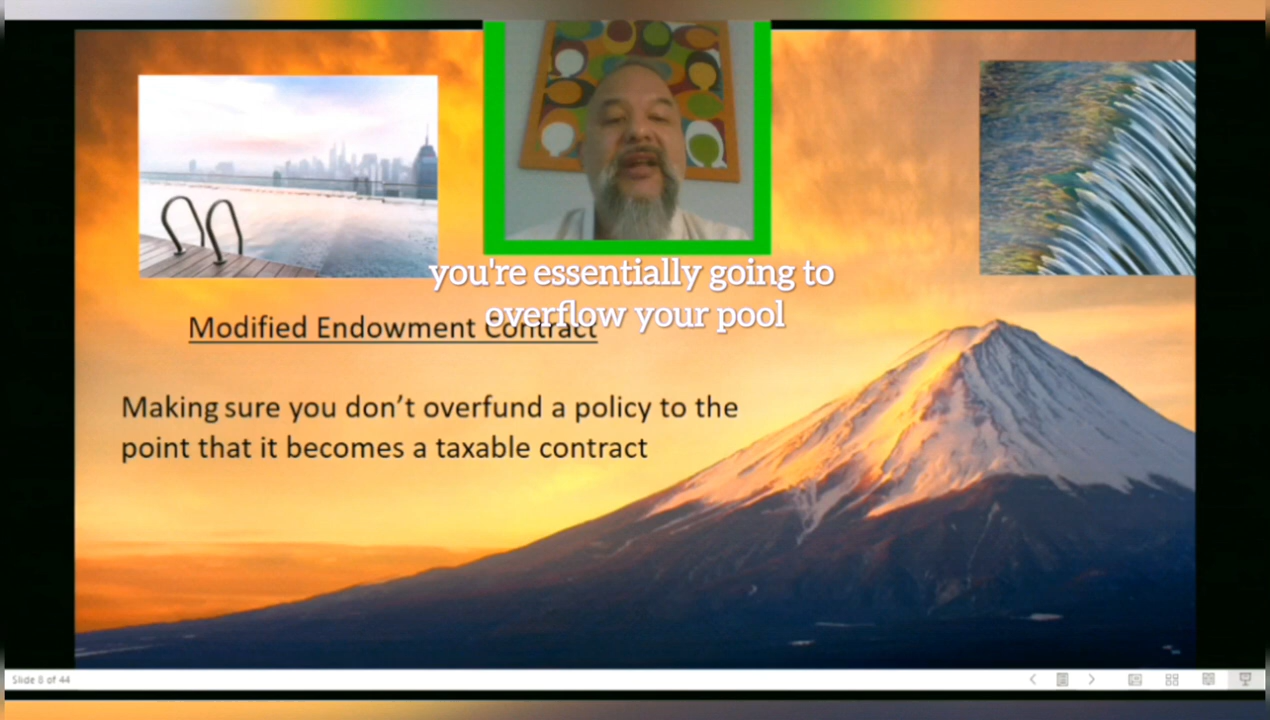 you're essentially going to
overflow your pool
Modified Endowment Contract
Making sure you don't overfund a policy to the
point that it becomes a taxable contract
Slide 8 of 44